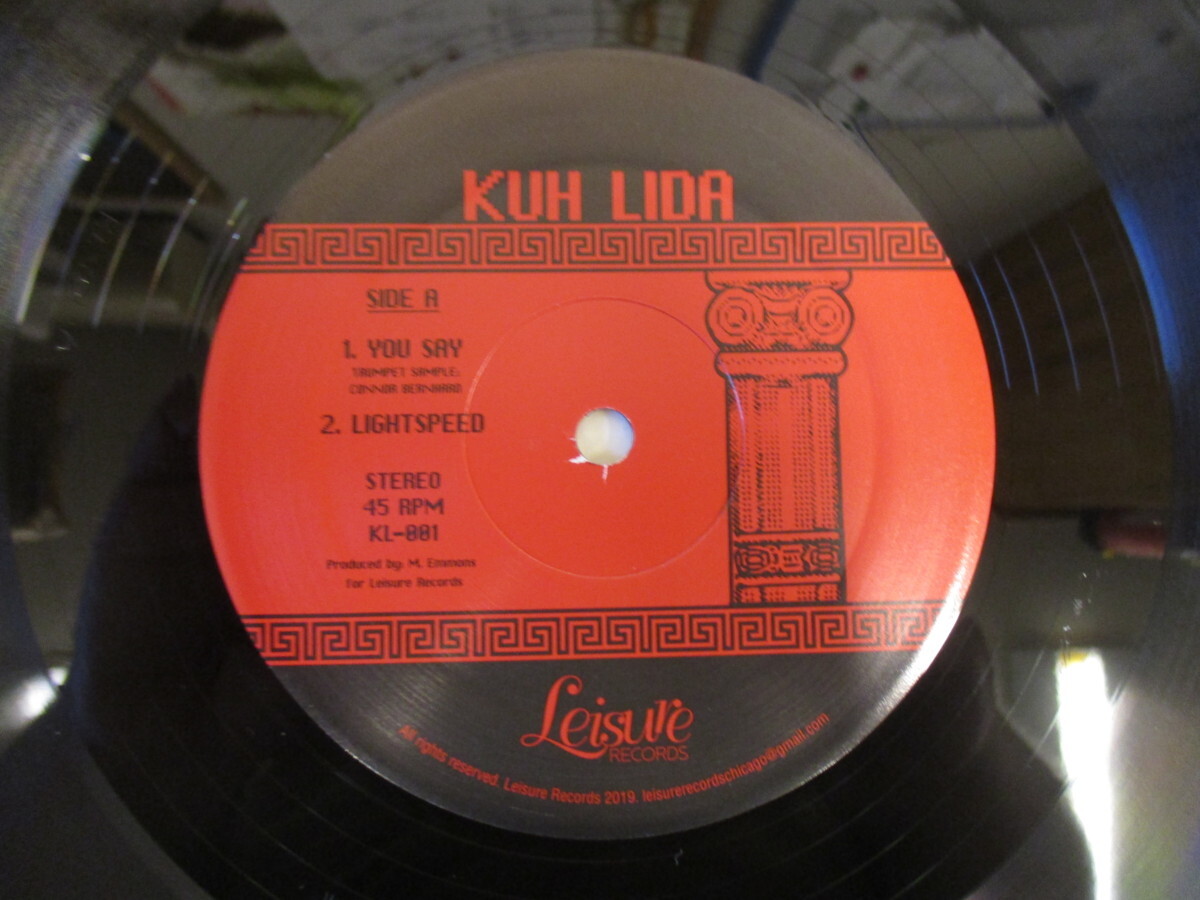 KUH LIDA
SIDE A
1. YOU SAY
TRUMPET SAMPLE:
CONNOR BERNHARD
2. LIGHTSPEED
STEREO
45 RPM
KL-001
Produced by: M. Emmons
for Leisure Records
Leisure
RECORDS
All rights reserved. Leisure Records 2019. leisurerecordschicago@gmail.com